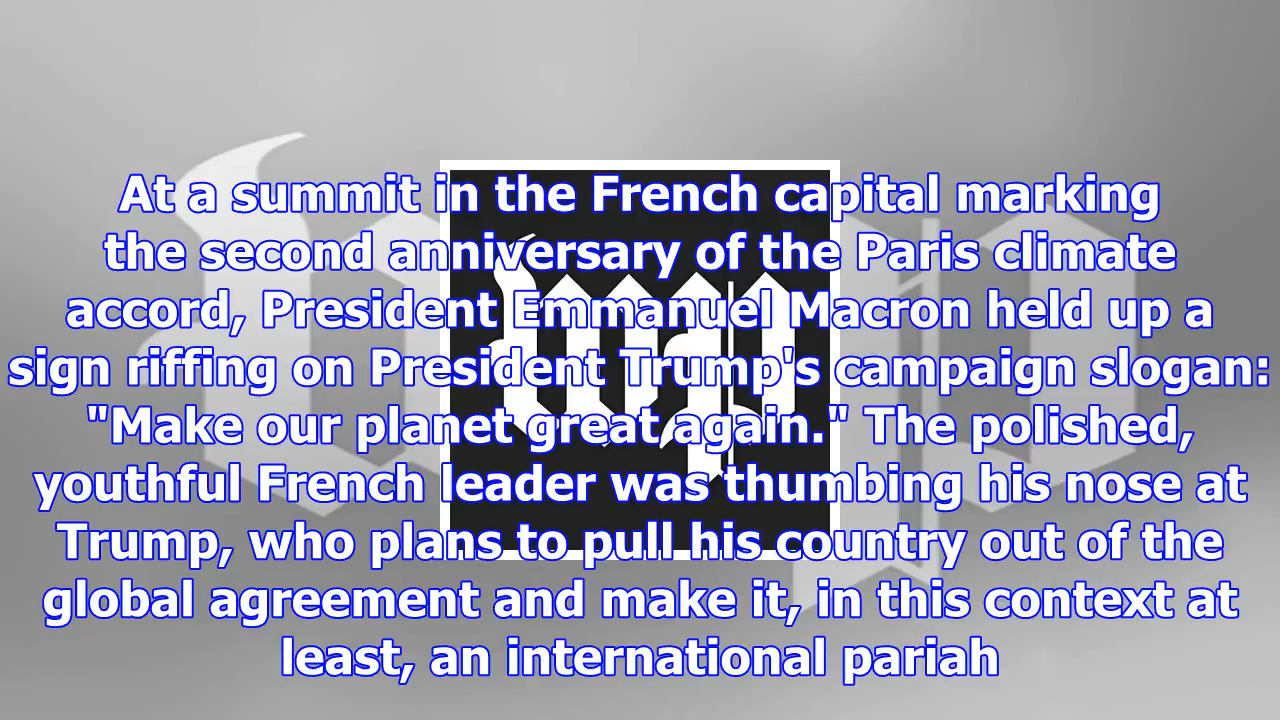 At a summit in the French capital marking
the second anniversary of the Paris climate
accord, President Emmanuel Macron held up a
sign riffing on President Trump's campaign slogan:
"Make our planet great again." The polished,
youthful French leader was thumbing his nose at
Trump, who plans to pull his country out of the
global agreement and make it, in this context at
least, an international pariah